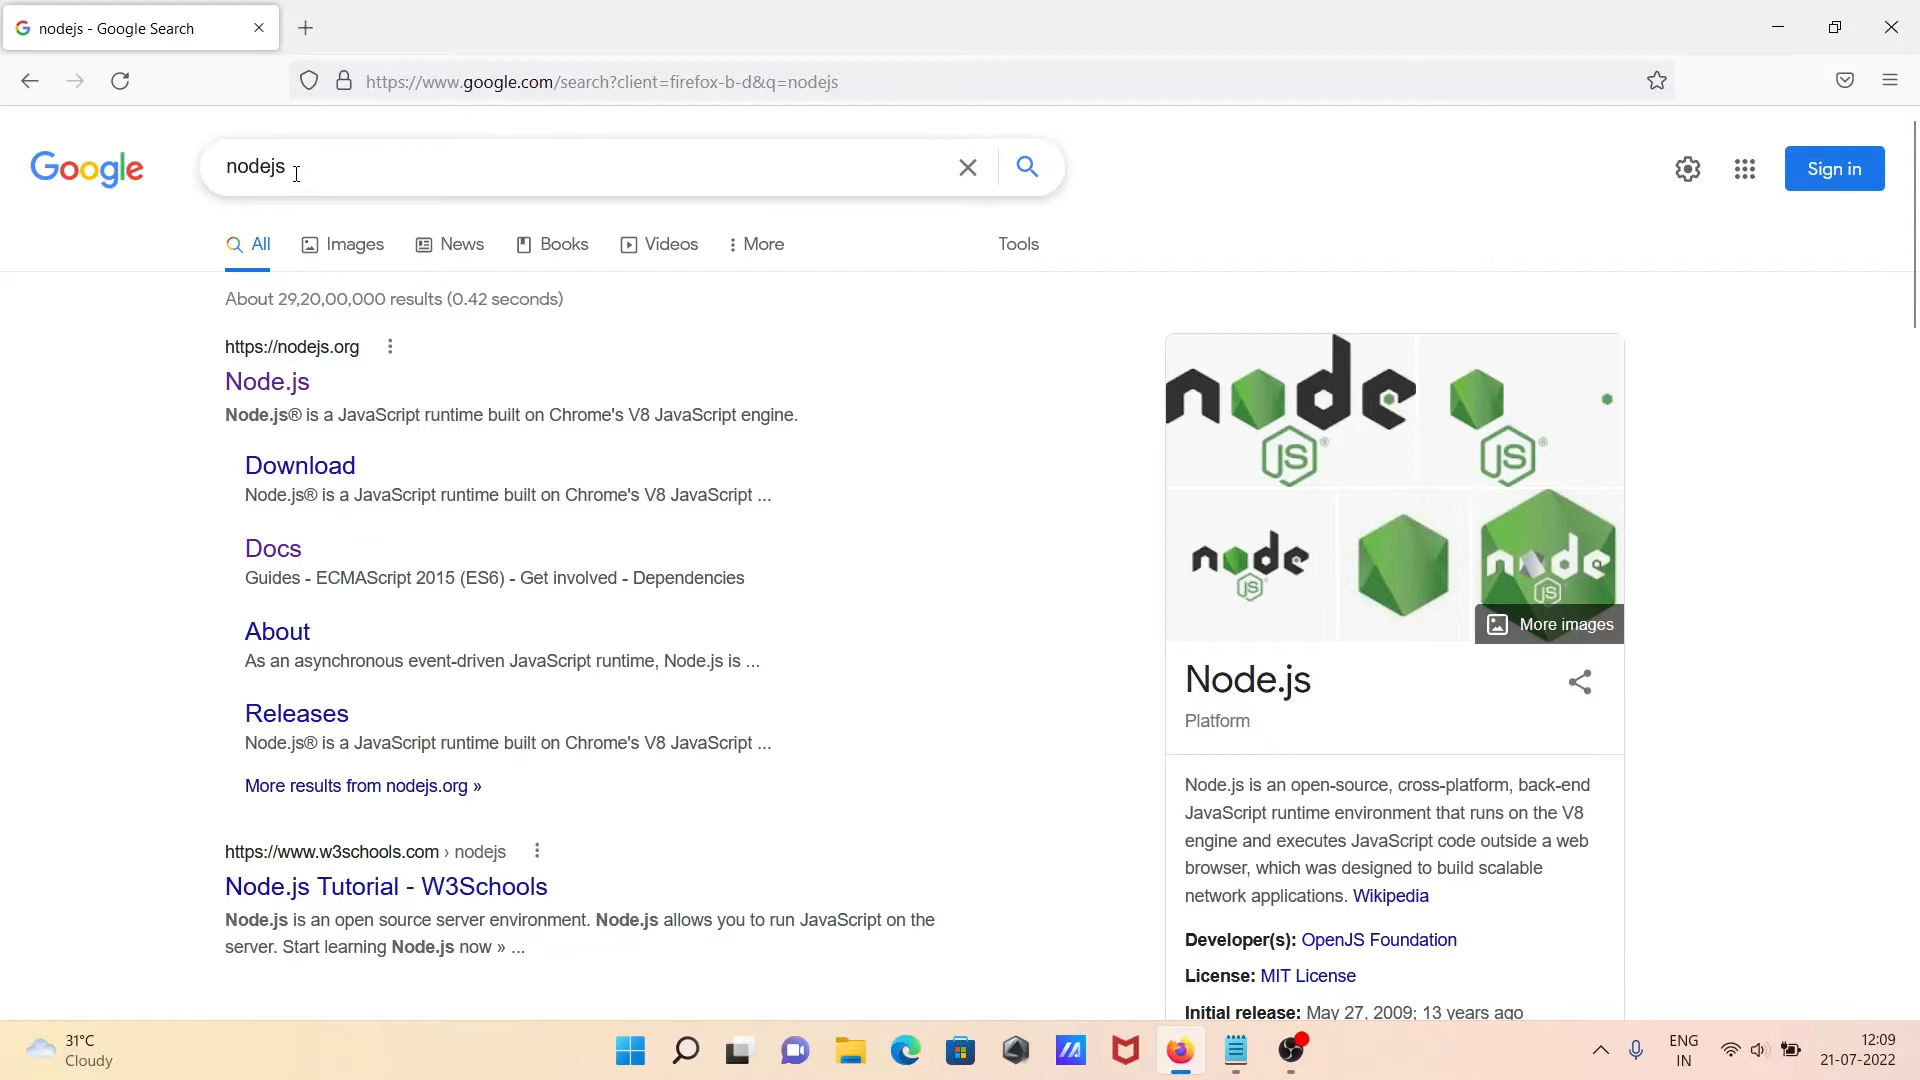 nodejs - Google Search
https://www.google.com/search?client=firefox-b-d&q=nodejs
Google
nodejs
Sign in
All
Images
News
Books
Videos
More
Tools
About 29,20,00,000 results (0.42 seconds)
https://nodejs.org
Node.js
Node.js® is a JavaScript runtime built on Chrome's V8 JavaScript engine.
Download
Node.js® is a JavaScript runtime built on Chrome's V8 JavaScript ...
Docs
Guides - ECMAScript 2015 (ES6) - Get involved - Dependencies
About
As an asynchronous event-driven JavaScript runtime, Node.js is ...
Releases
Node.js® is a JavaScript runtime built on Chrome's V8 JavaScript ...
More results from nodejs.org »
https://www.w3schools.com › nodejs
Node.js Tutorial - W3Schools
Node.js is an open source server environment. Node.js allows you to run JavaScript on the
server. Start learning Node.js now » ...
node
JS
JS
node
JS
node
JS
More images
Node.js
Platform
Node.js is an open-source, cross-platform, back-end
JavaScript runtime environment that runs on the V8
engine and executes JavaScript code outside a web
browser, which was designed to build scalable
network applications. Wikipedia
Developer(s): OpenJS Foundation
License: MIT License
Initial release: May 27, 2009; 13 years ago
31°C
Cloudy
ENG
IN
12:09
21-07-2022